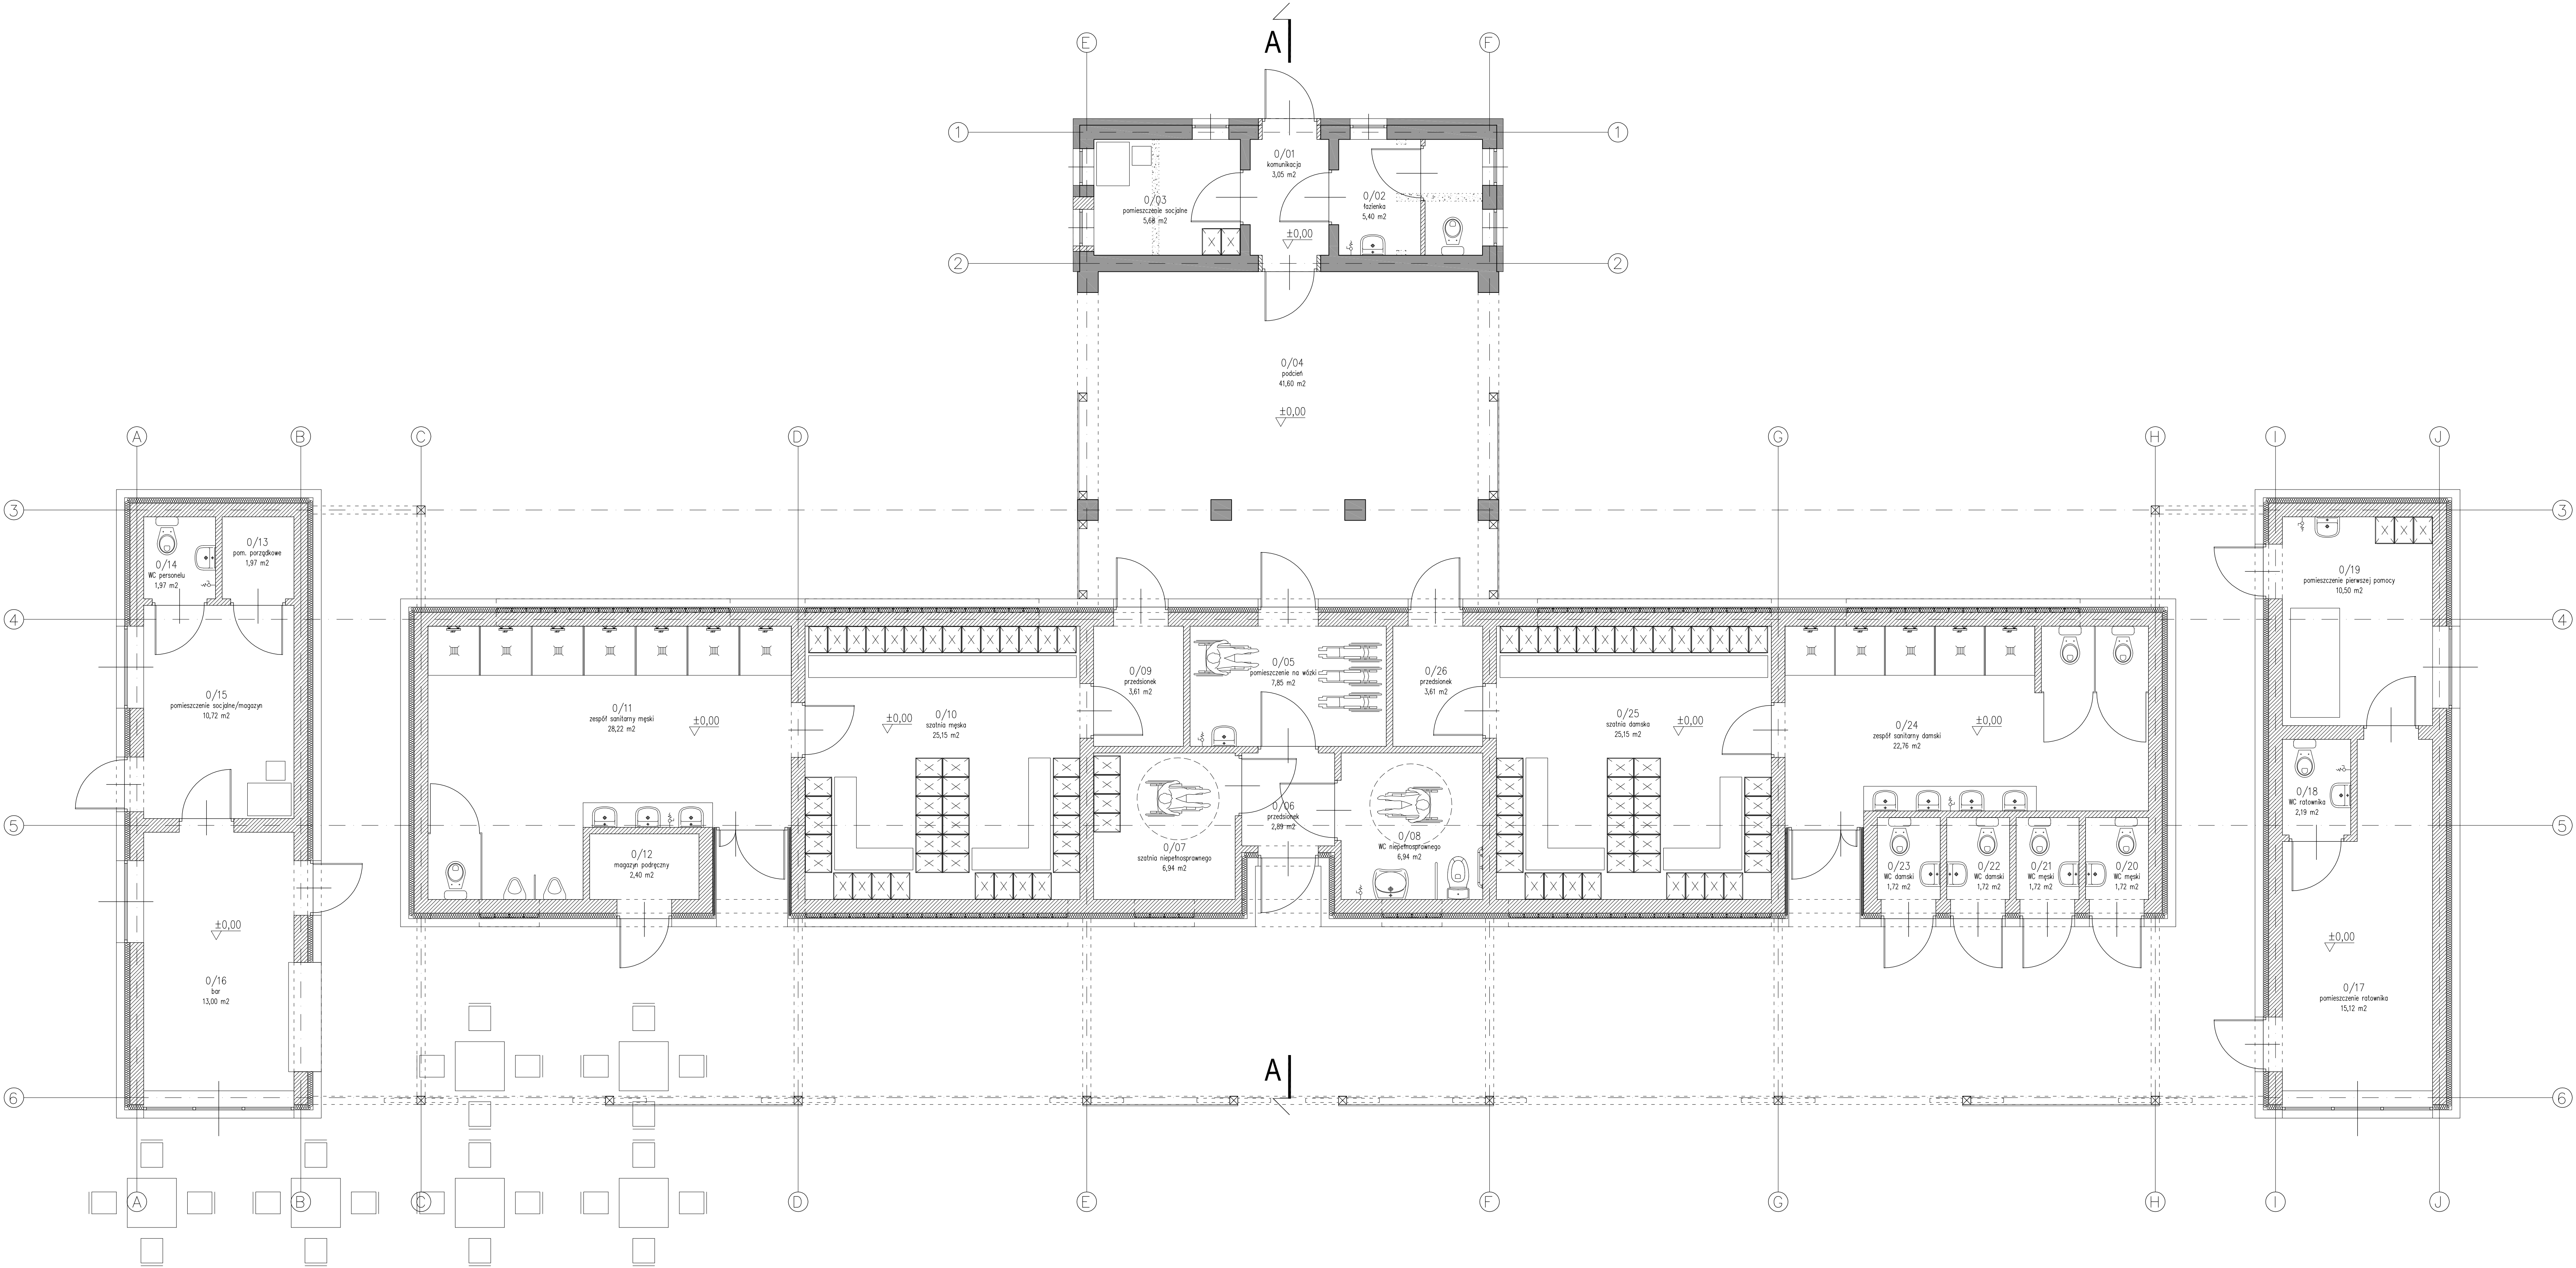 A
E
F
1
1
0/01
komunikacja
3,05 m2
0/03
pomieszczenie socjalne
5,68 m2
0/02
łazienka
5,40 m2
±0,00
2
2
0/04
podcień
41,60 m2
±0,00
A
B
C
D
G
H
I
J
3
3
0/13
pom. porządkowe
1,97 m2
0/14
WC personelu
1,97 m2
0/19
pomieszczenie pierwszej pomocy
10,50 m2
4
4
0/15
pomieszczenie socjalne/magazyn
10,72 m2
0/11
zespół sanitarny męski
28,22 m2
±0,00
±0,00
0/10
szatnia męska
25,15 m2
0/09
przedsionek
3,61 m2
0/05
pomieszczenie na wózki
7,85 m2
0/26
przedsionek
3,61 m2
0/25
szatnia damska
25,15 m2
±0,00
0/24
zespół sanitarny damski
22,76 m2
±0,00
5
5
0/12
magazyn podręczny
2,40 m2
0/07
szatnia niepełnosprawnego
6,94 m2
0/06
przedsionek
2,89 m2
0/08
WC niepełnosprawnego
6,94 m2
0/23
WC damski
1,72 m2
0/22
WC damski
1,72 m2
0/21
WC męski
1,72 m2
0/20
WC męski
1,72 m2
0/18
WC ratownika
2,19 m2
±0,00
0/16
bar
13,00 m2
±0,00
0/17
pomieszczenie ratownika
15,12 m2
A
6
6
A
B
C
D
E
F
G
H
I
J